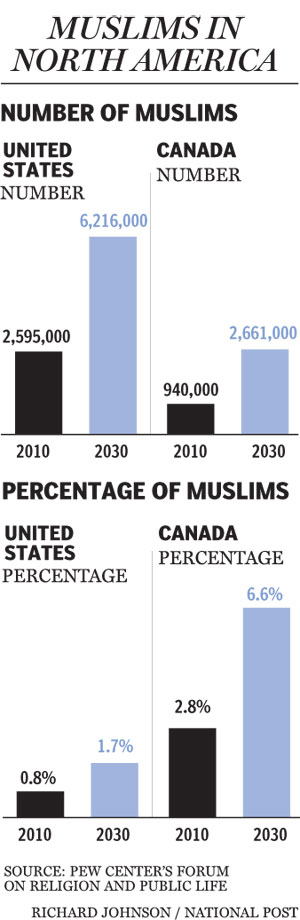 MUSLIMS IN
NORTH AMERICA
NUMBER OF MUSLIMS
UNITED
STATES
NUMBER
6,216,000
2,595,000
2010
2030
CANADA
NUMBER
2,661,000
940,000
2010
2030
PERCENTAGE OF MUSLIMS
UNITED
STATES
PERCENTAGE
1.7%
0.8%
2010
2030
CANADA
PERCENTAGE
6.6%
2.8%
2010
2030
SOURCE: PEW CENTER'S FORUM
ON RELIGION AND PUBLIC LIFE
RICHARD JOHNSON / NATIONAL POST